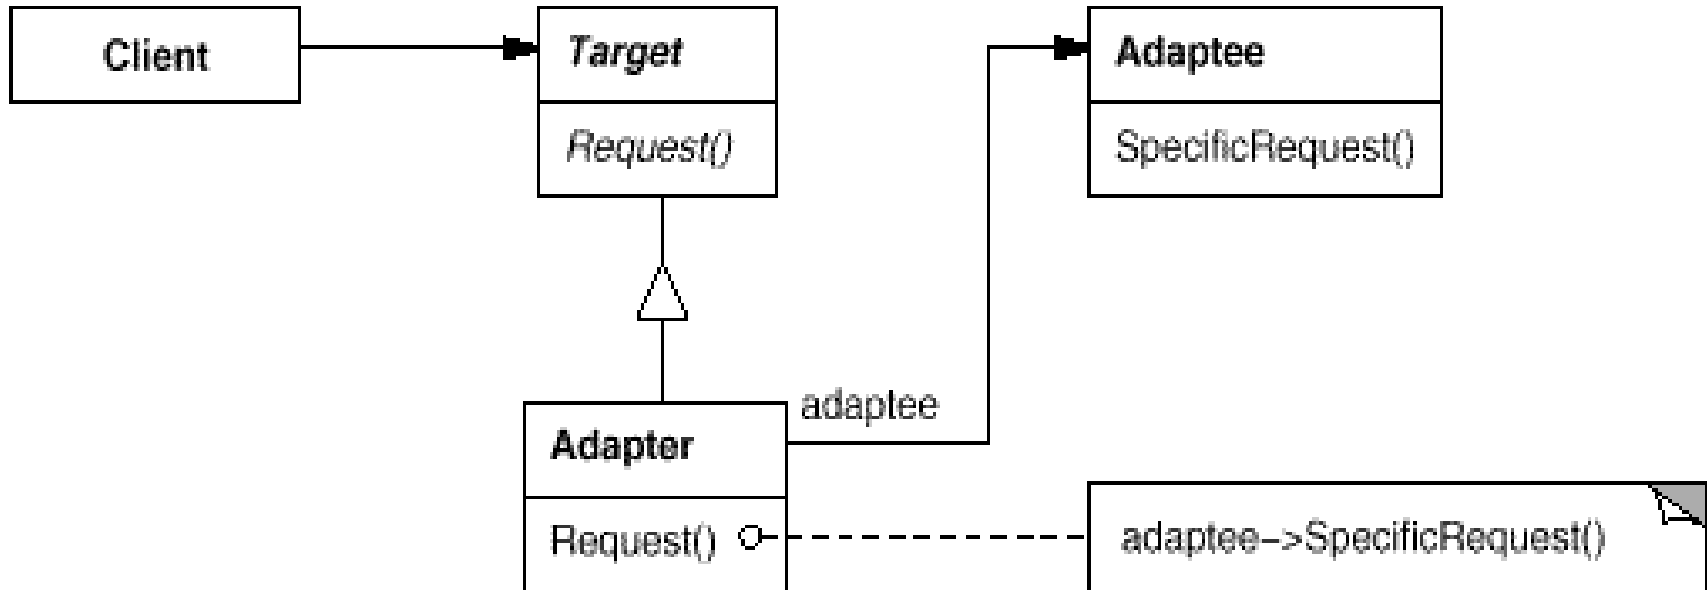 Client
Target
Request()
Adaptee
SpecificRequest()
adaptee
Adapter
Request()
adaptee->SpecificRequest()